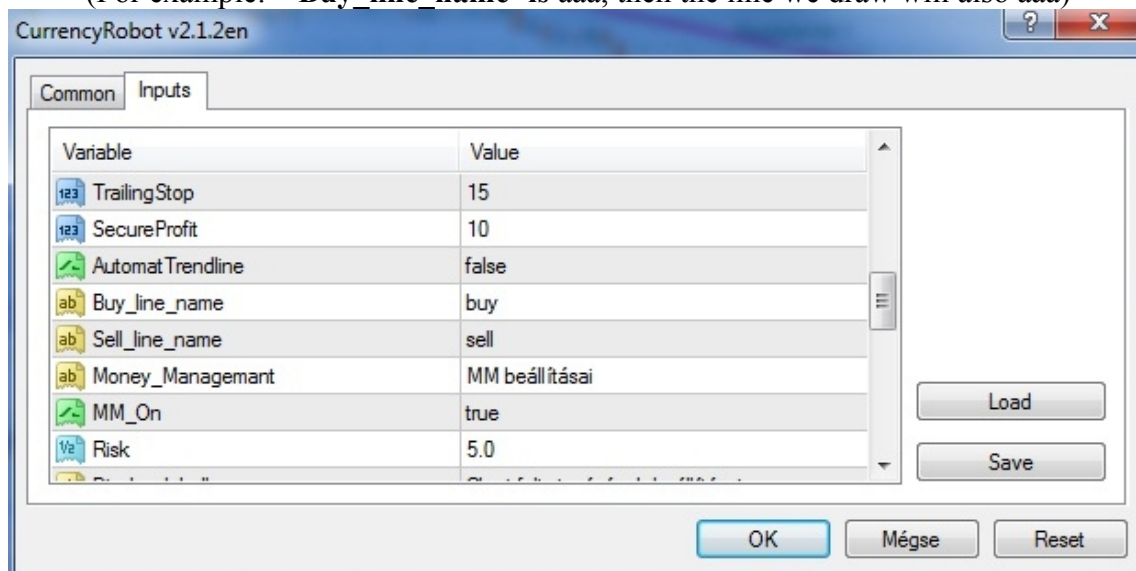 CurrencyRobot v2.1.2en
Common Inputs
Variable Value
TrailingStop 15
SecureProfit 10
AutomatTrendline false
Buy_line_name buy
Sell_line_name sell
Money_Managemant MM beállításai
MM_On true
Risk 5.0
Load
Save
OK Mégse Reset